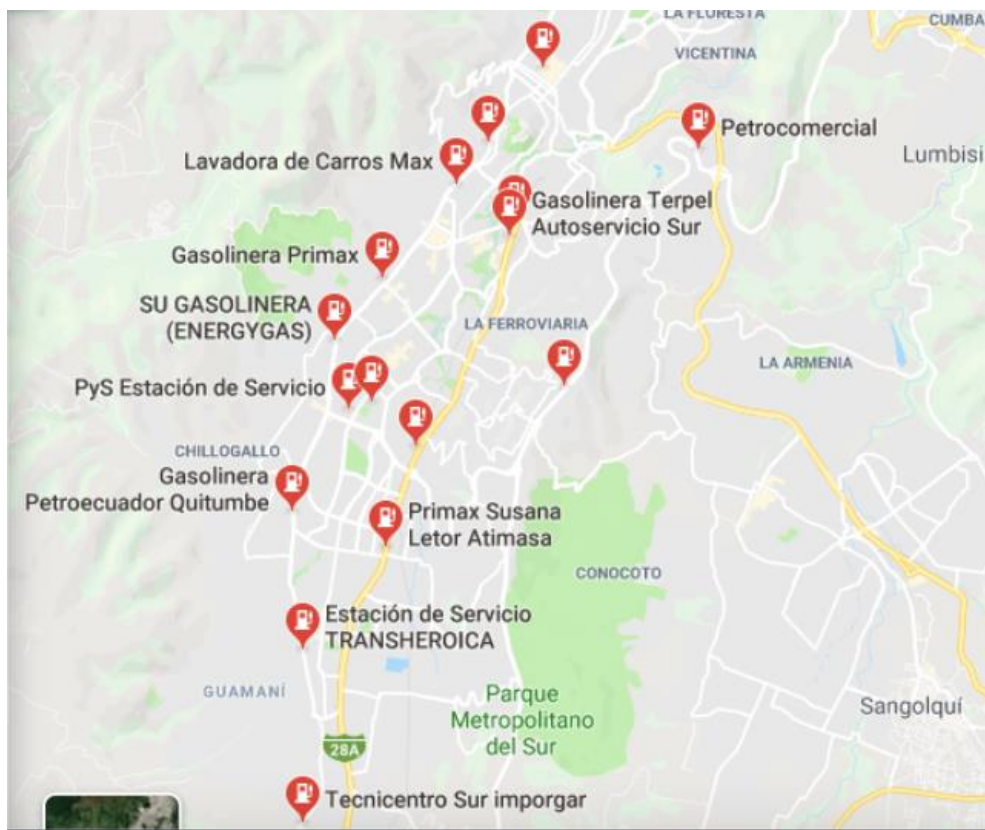 LA FLORESTA
CUMBA
VICENTINA
Petrocomercial
Lavadora de Carros Max
Lumbisi
Gasolinera Terpel
Autoservicio Sur
Gasolinera Primax
SU GASOLINERA
(ENERGYGAS)
LA FERROVIARIA
LA ARMENIA
PyS Estación de Servicio
CHILLOGALLO
Gasolinera
Petroecuador Quitumbe
Primax Susana
Letor Atimasa
CONOCOTO
Estación de Servicio
TRANSHEROICA
GUAMANÍ
Parque
Metropolitano
del Sur
Sangolquí
28A
Tecnicentro Sur imporgar